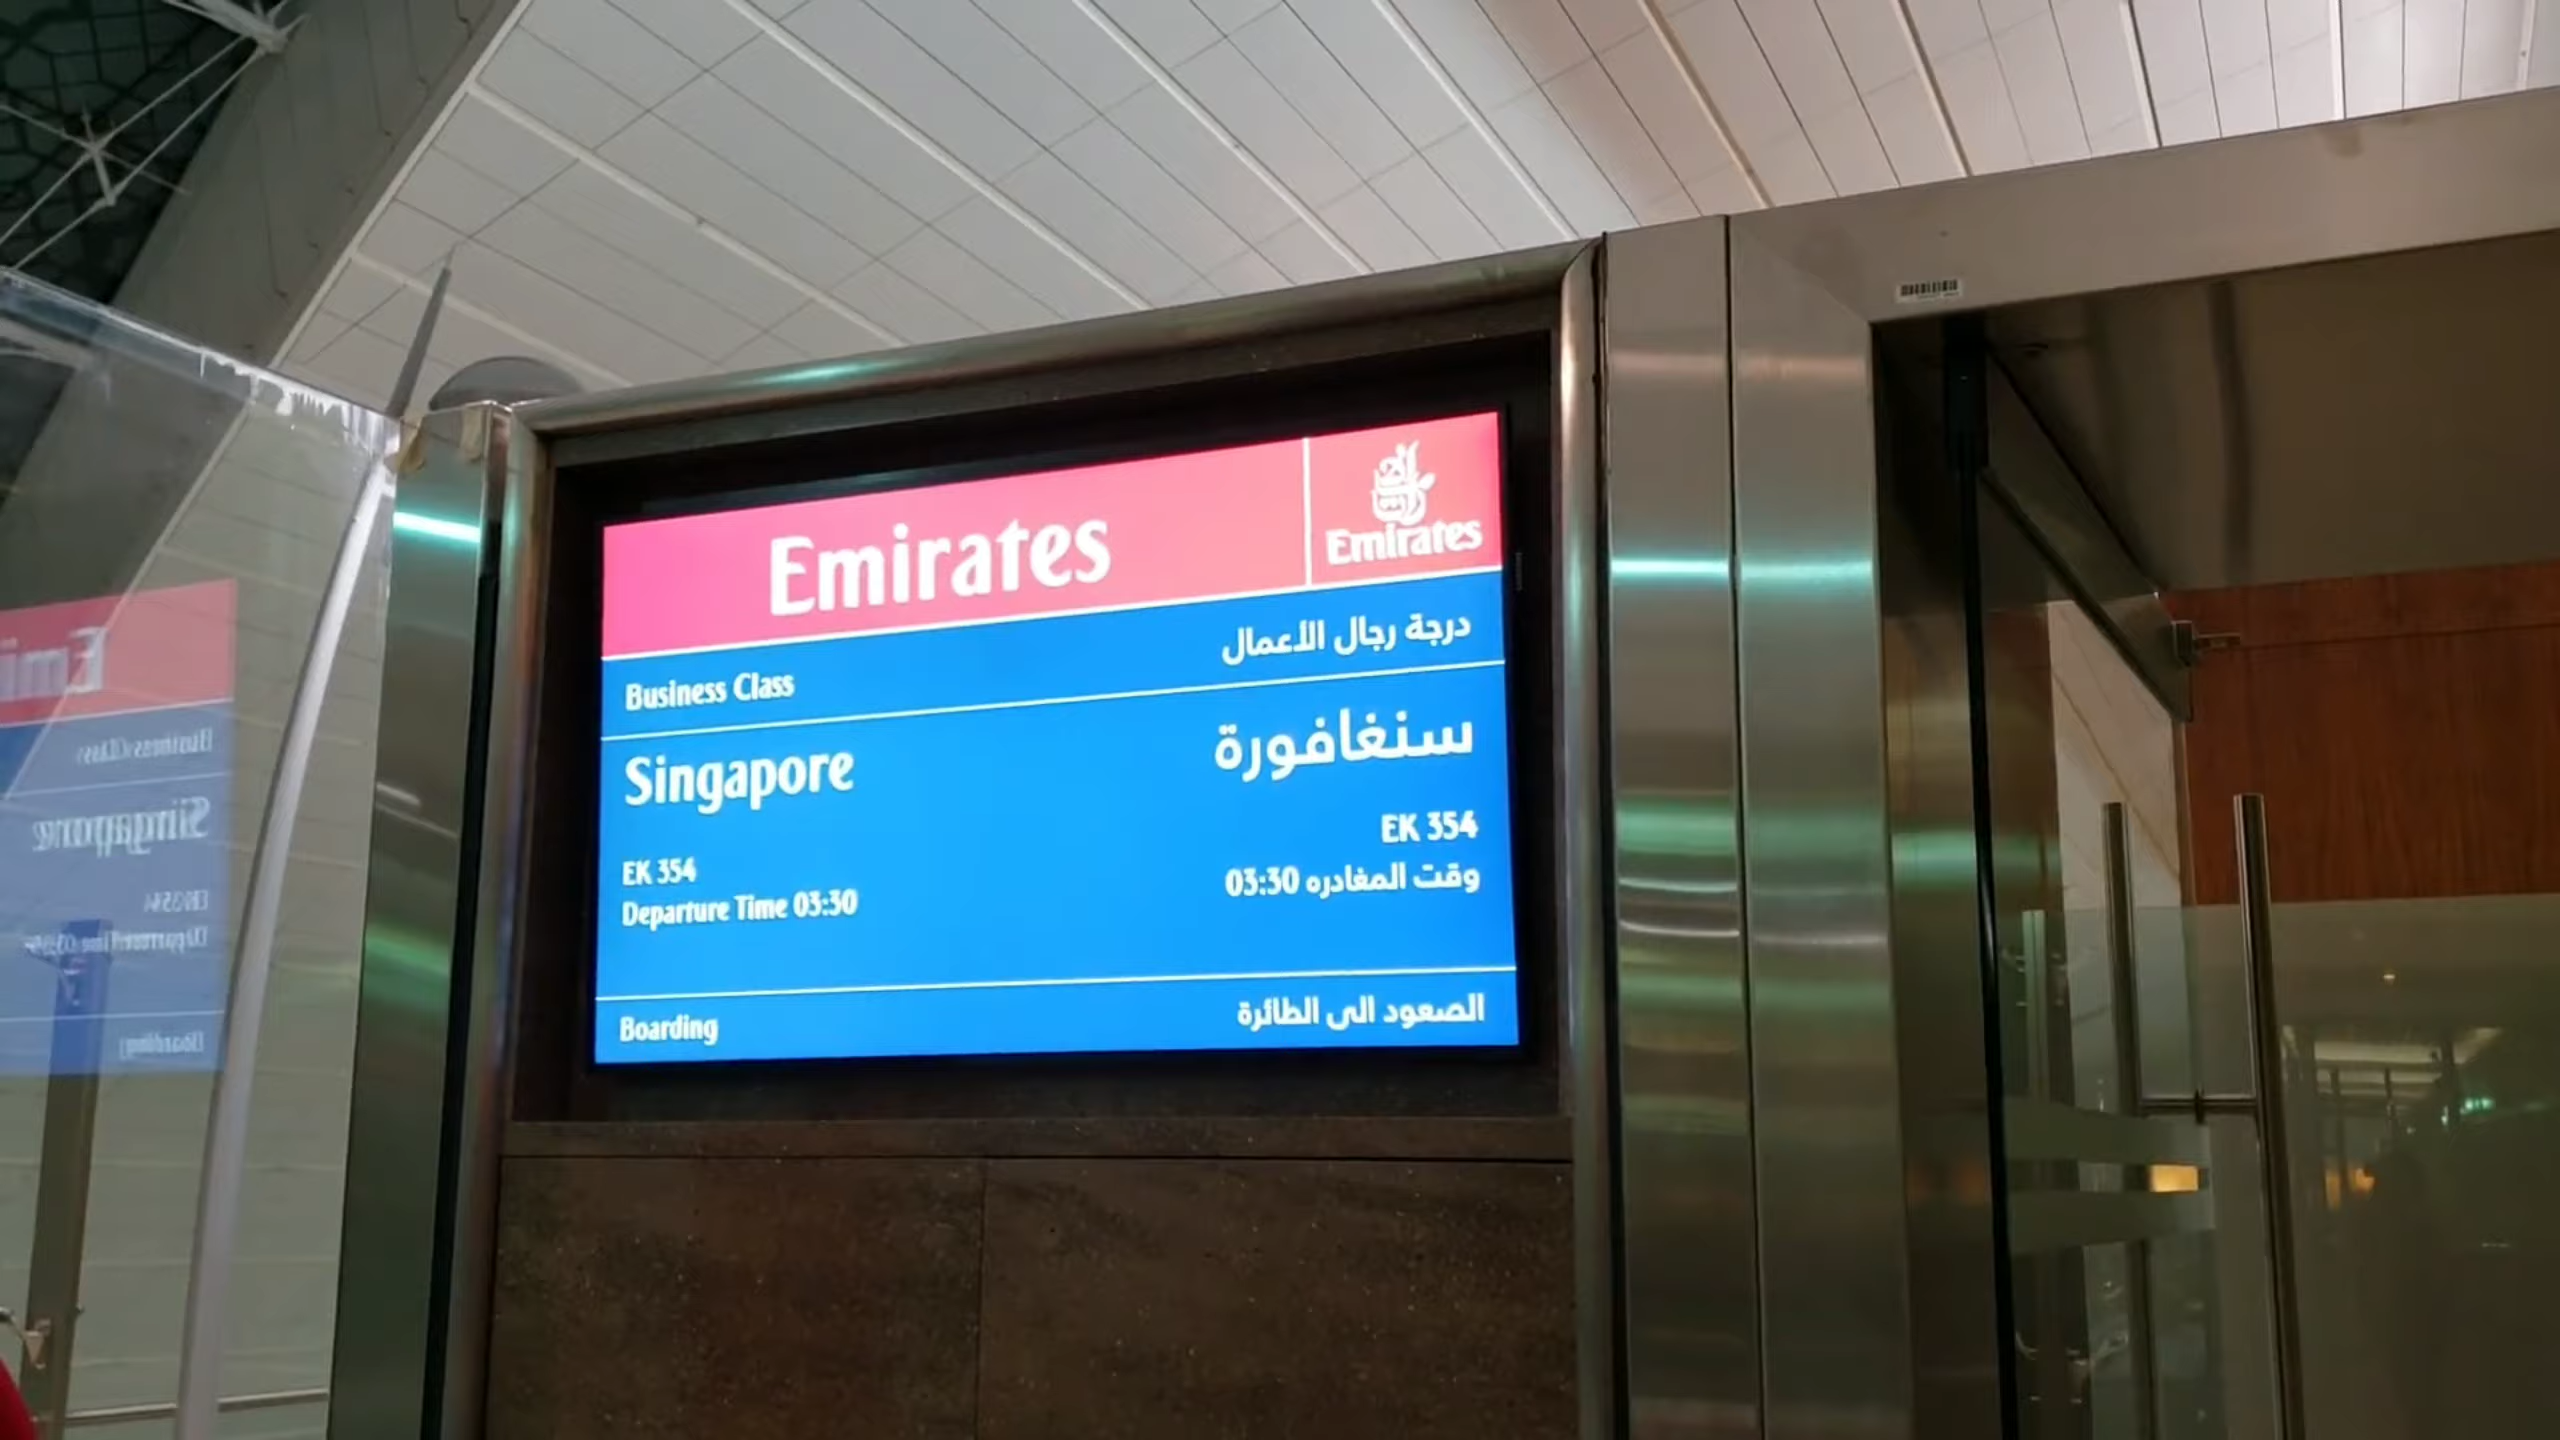 Emirates
Emirates
Business Class
درجة رجال الأعمال
Singapore
سنغافورة
EK 354
EK 354
Departure Time 03:30
وقت المغادره 03:30
Boarding
الصعود الى الطائرة